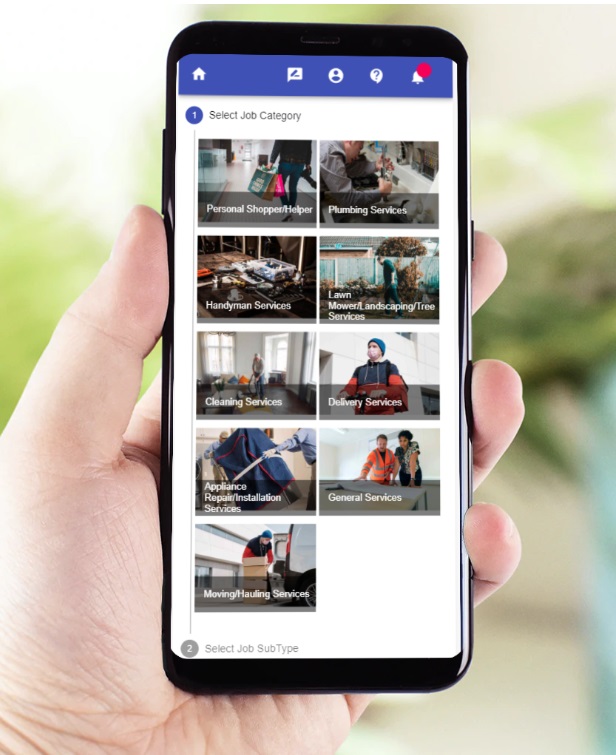 1 Select Job Category
Personal Shopper/Helper
Plumbing Services
Handyman Services
Lawn
Mower/Landscaping/Tree
Services
Cleaning Services
Delivery Services
Appliance
Repair/Installation
Services
General Services
Moving/Hauling Services
2 Select Job SubType